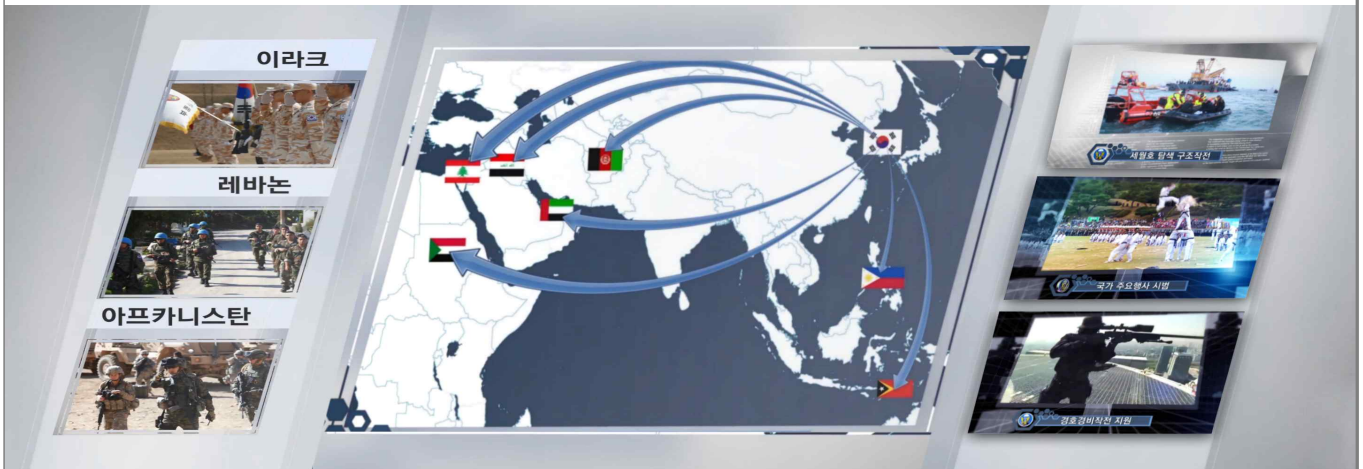 이라크
레바논
아프카니스탄
세월호 탐색 구조작전
국가 주요행사 시범
경호경비작전 지원